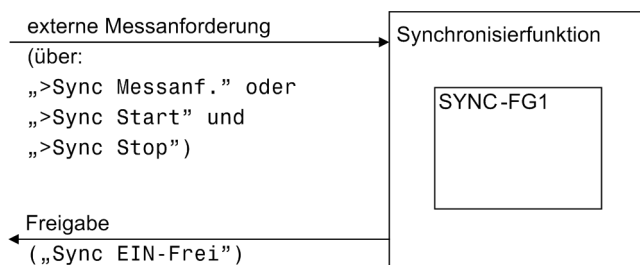 externe Messanforderung
(über:
„>Sync Messanf.” oder
„>Sync Start” und
„>Sync Stop”)
Freigabe
(„Sync EIN-Frei”)
Synchronisierfunktion
SYNC-FG1